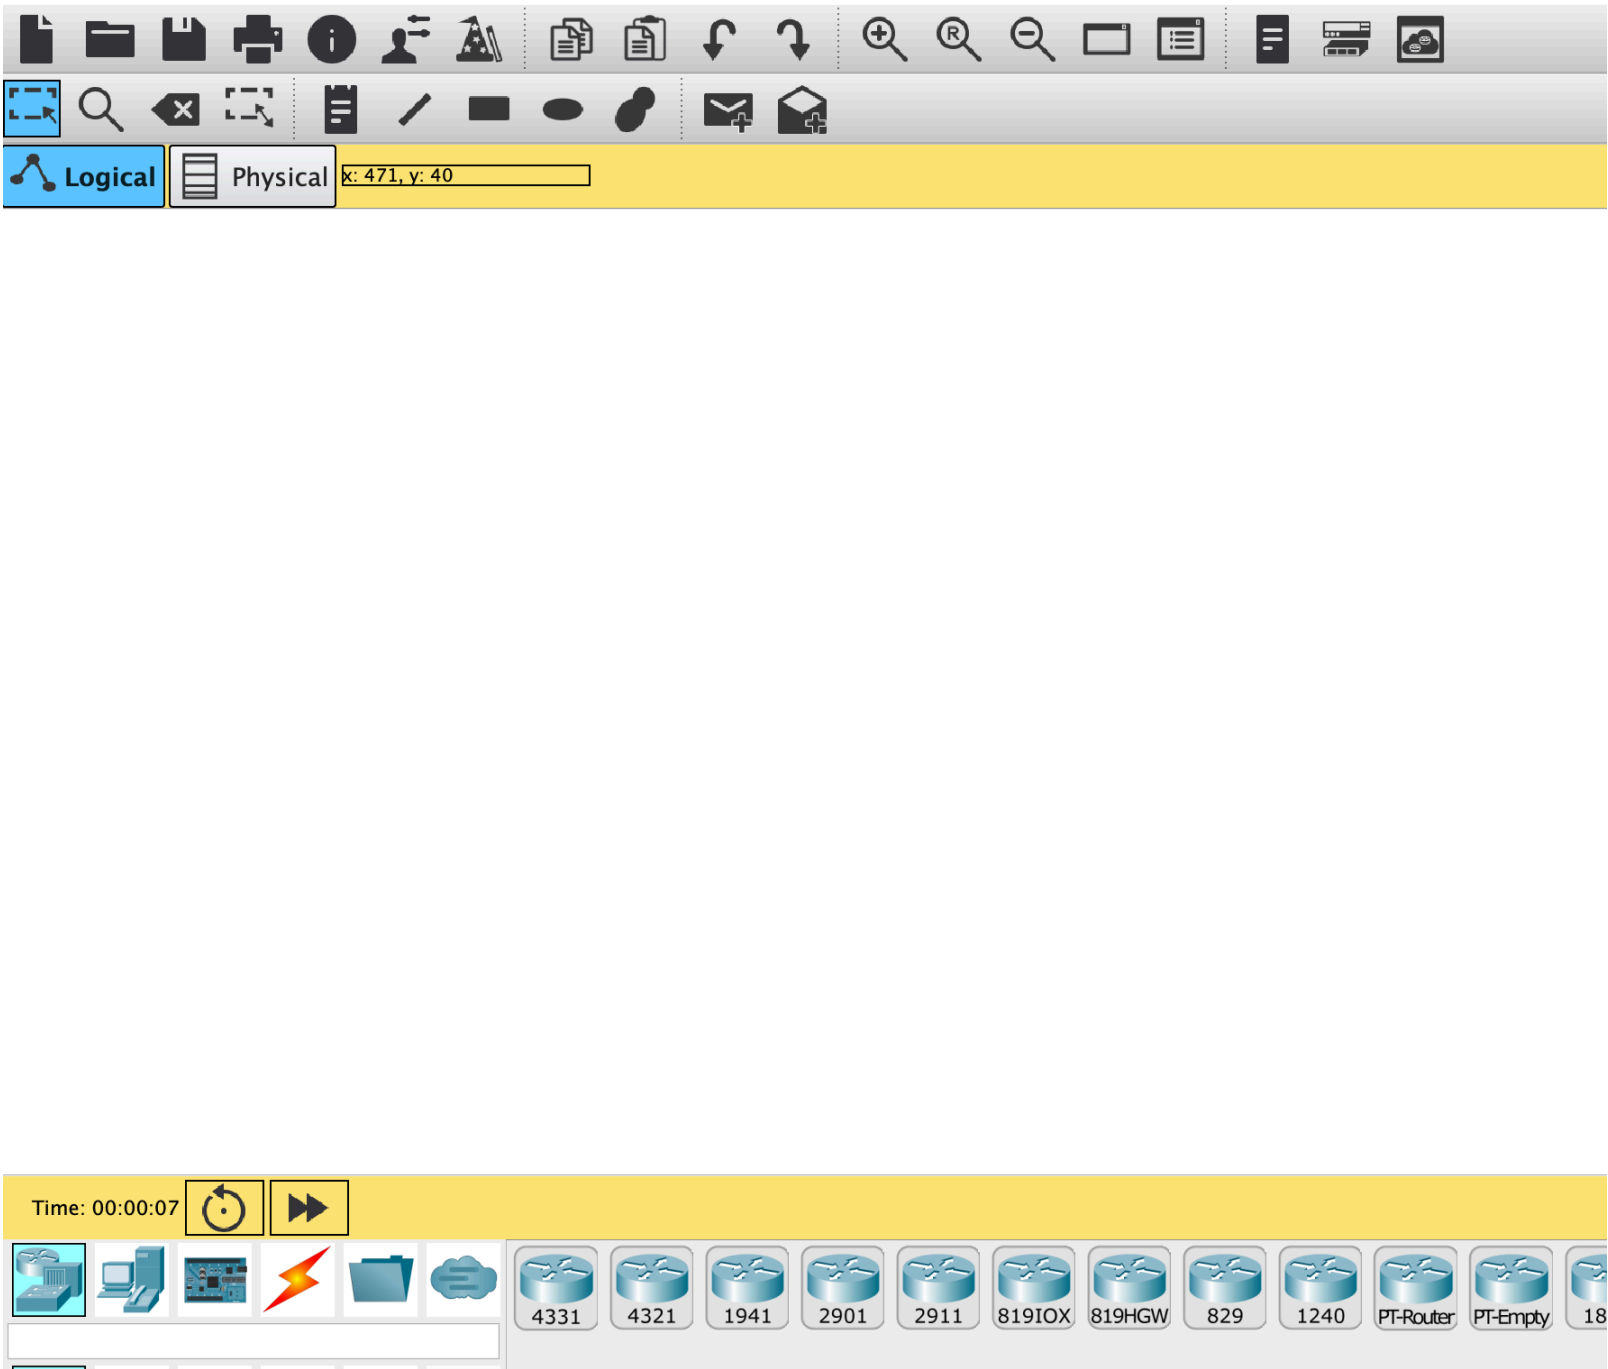 R
Logical
Physical
x: 471, y: 40
Time: 00:00:07
4331
4321
1941
2901
2911
819IOX
819HGW
829
1240
PT-Router
PT-Empty
18